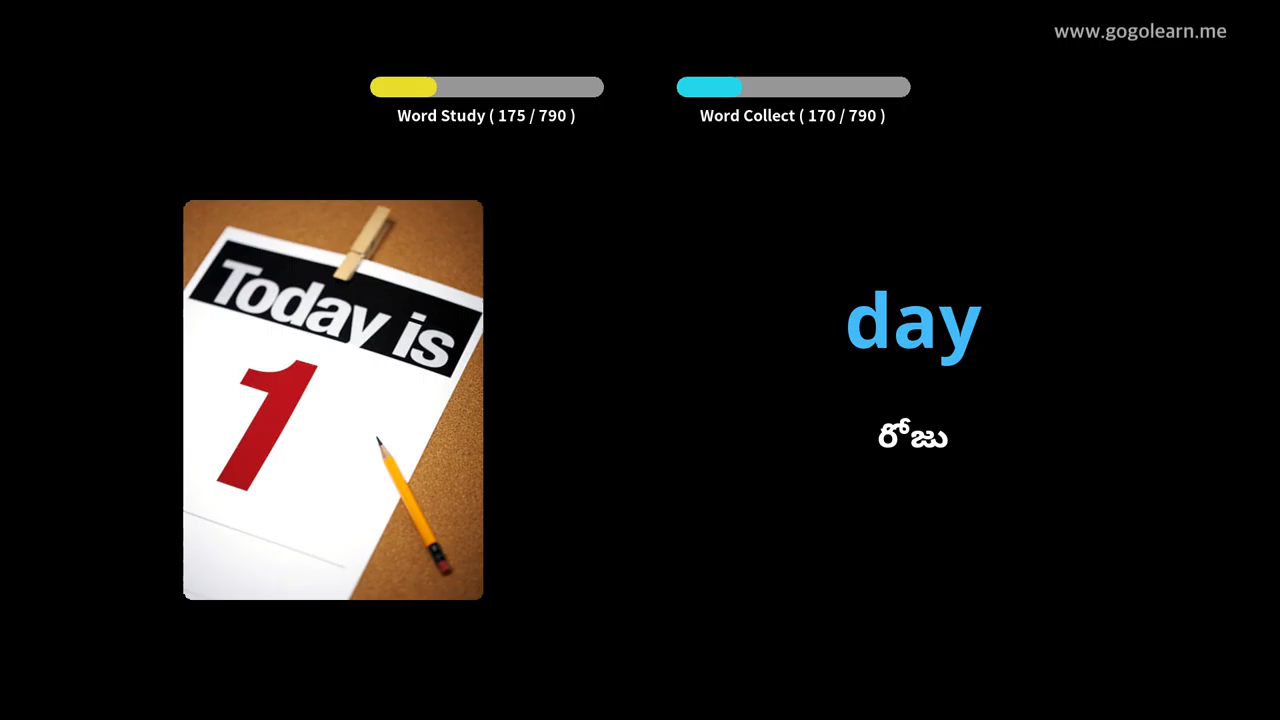 www.gogolearn.me
Word Study ( 175 / 790 )
Word Collect ( 170 / 790 )
Today is
1
day
రోజు